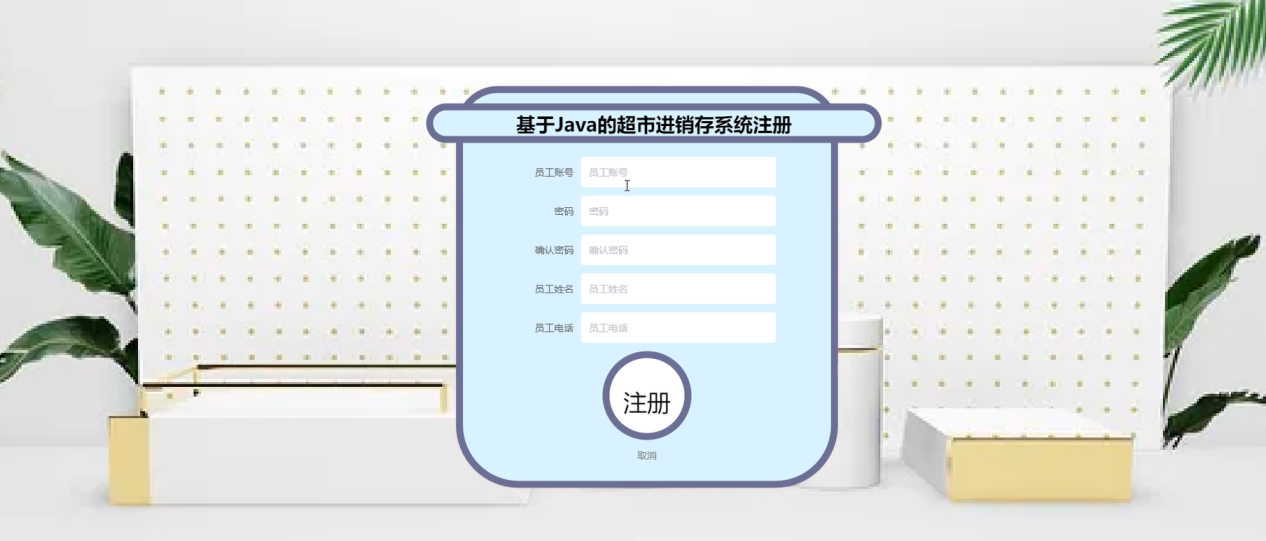 基于Java的超市进销存系统注册
员工账号 员工账号
密码 密码
确认密码 确认密码
员工姓名 员工姓名
员工电话 员工电话
注册
取消